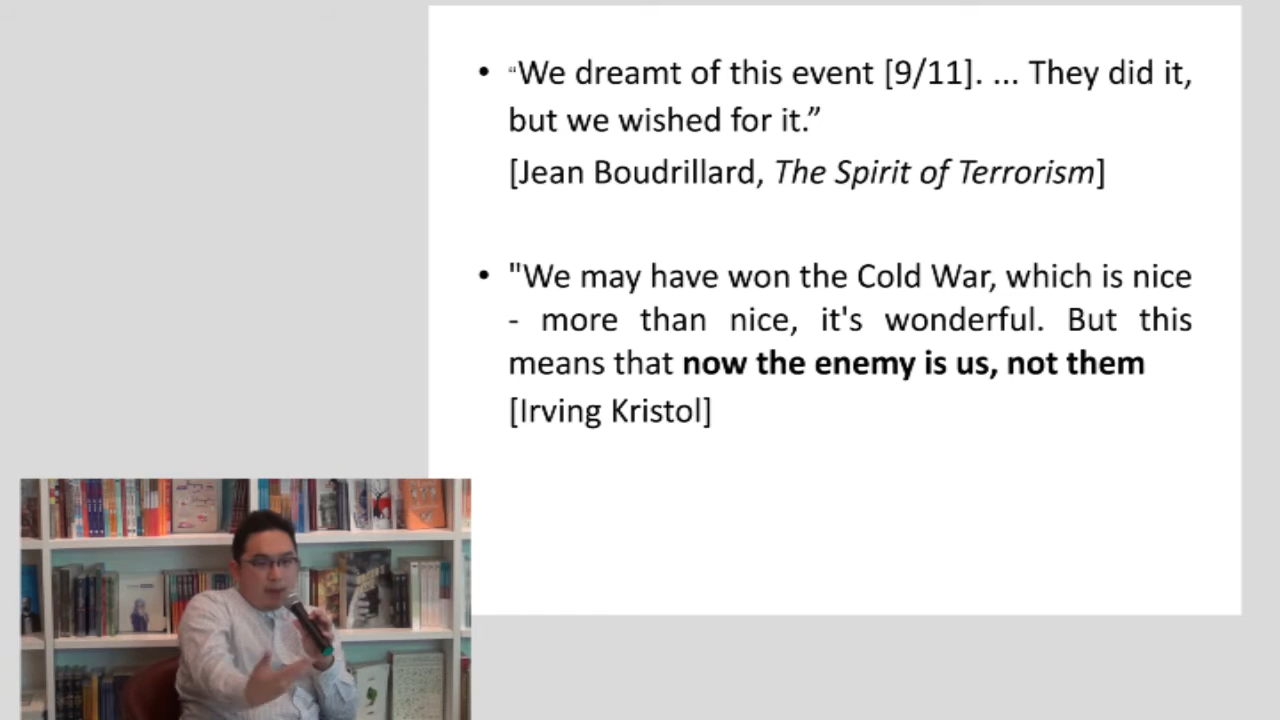 • “We dreamt of this event [9/11]. ... They did it,
but we wished for it.”
[Jean Boudrillard, The Spirit of Terrorism]
• "We may have won the Cold War, which is nice
- more than nice, it's wonderful. But this
means that now the enemy is us, not them
[Irving Kristol]